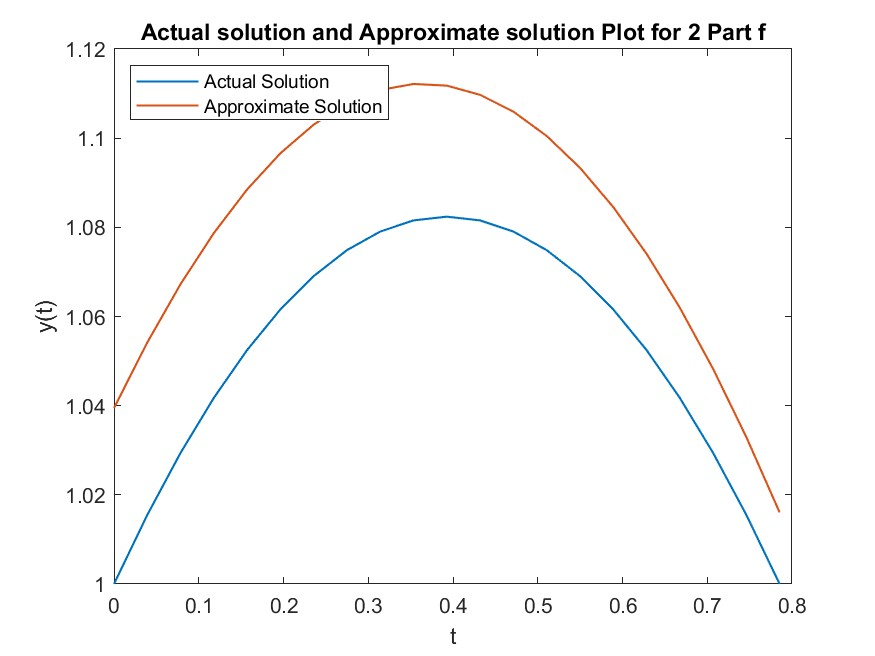 Actual solution and Approximate solution Plot for 2 Part f
Actual Solution
Approximate Solution
1.12
1.1
1.08
1.06
1.04
1.02
1
y(t)
0 0.1 0.2 0.3 0.4 0.5 0.6 0.7 0.8
t